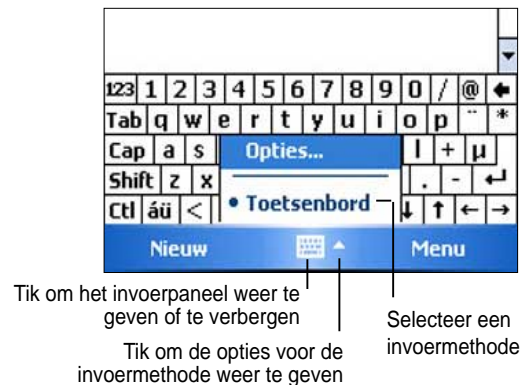 123 1 2 3 4 5 6 7 8 9 0 / @ ←
Tab q w e r t y u i o p ¨ *
Cap a s Opties... l + µ
Shift z x . - ↵
Ctl áü < • Toetsenbord ↓ ↑ ← →
Nieuw Menu
Tik om het invoerpaneel weer te
geven of te verbergen
Selecteer een
invoermethode
Tik om de opties voor de
invoermethode weer te geven